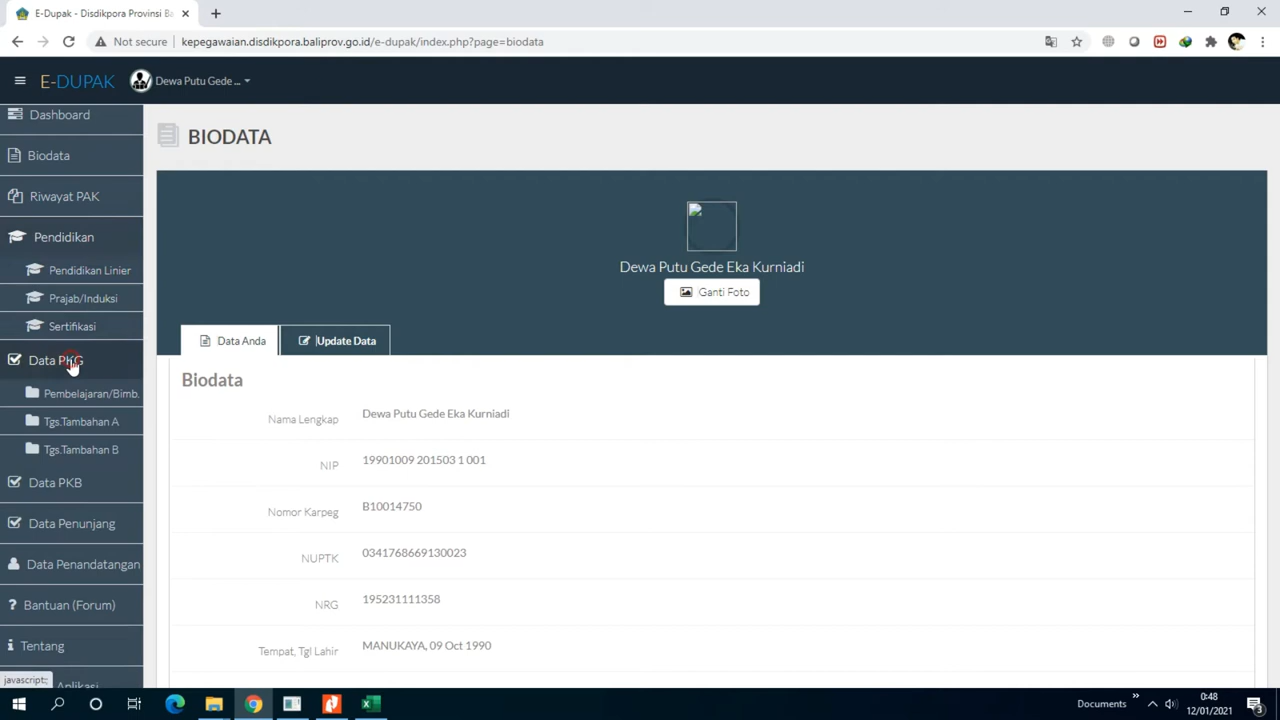 E-Dupak - Disdikpora Provinsi Ba
Not secure
kepegawaian.disdikpora.baliprov.go.id/e-dupak/index.php?page=biodata
E-DUPAK
Dewa Putu Gede ...
Dashboard
Biodata
Riwayat PAK
Pendidikan
Pendidikan Linier
Prajab/Induksi
Sertifikasi
Data
Pembelajaran/Bimb.
Tgs.Tambahan A
Tgs.Tambahan B
Data PKB
Data Penunjang
Data Penandatangan
? Bantuan (Forum)
Tentang
Aplikasi
javascript:;
BIODATA
Dewa Putu Gede Eka Kurniadi
Ganti Foto
Data Anda
Update Data
Biodata
Nama Lengkap Dewa Putu Gede Eka Kurniadi
NIP 19901009 201503 1 001
Nomor Karpeg B10014750
NUPTK 0341768669130023
NRG 195231111358
Tempat, Tgl Lahir MANUKAYA, 09 Oct 1990
Documents
0:48
12/01/2021
3